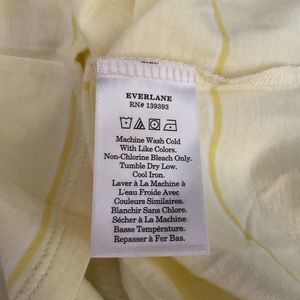 EVERLANE
RN# 139393
Machine Wash Cold
With Like Colors.
Non-Chlorine Bleach Only.
Tumble Dry Low.
Cool Iron.
Laver à La Machine à
L'eau Froide Avec
Couleurs Similaires.
Blanchir Sans Chlore.
Sécher à La Machine
Basse Température.
Repasser à Fer Bas.